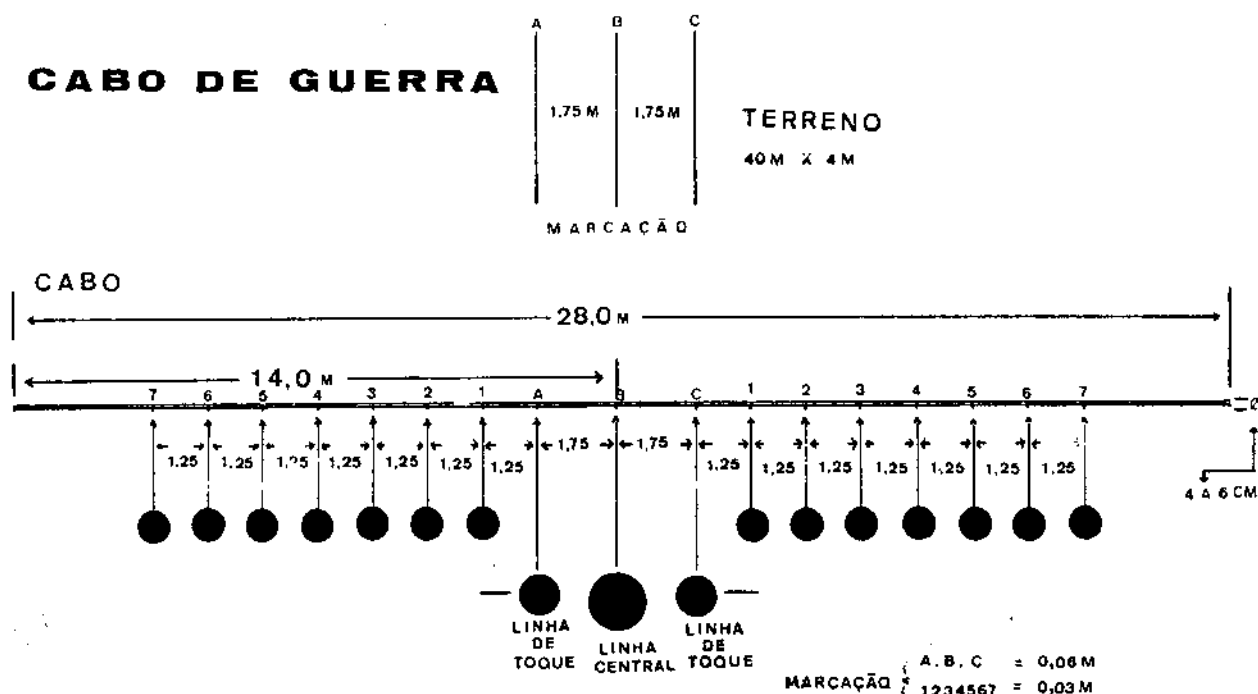 A B C
CABO DE GUERRA
1,75 M 1,75 M
TERRENO
40 M X 4 M
MARCAÇÃO
CABO
28,0 M
14,0 M
7 6 5 4 3 2 1 A B C 1 2 3 4 5 6 7
1,25 1,25 1,25 1,25 1,25 1,25 1,25 1,75 1,75 1,25 1,25 1,25 1,25 1,25 1,25 1,25
Ø
4 A 6 CM
LINHA DE TOQUE
LINHA CENTRAL
LINHA DE TOQUE
MARCAÇÃO
A. B. C = 0,06 M
1234567 = 0,03 M